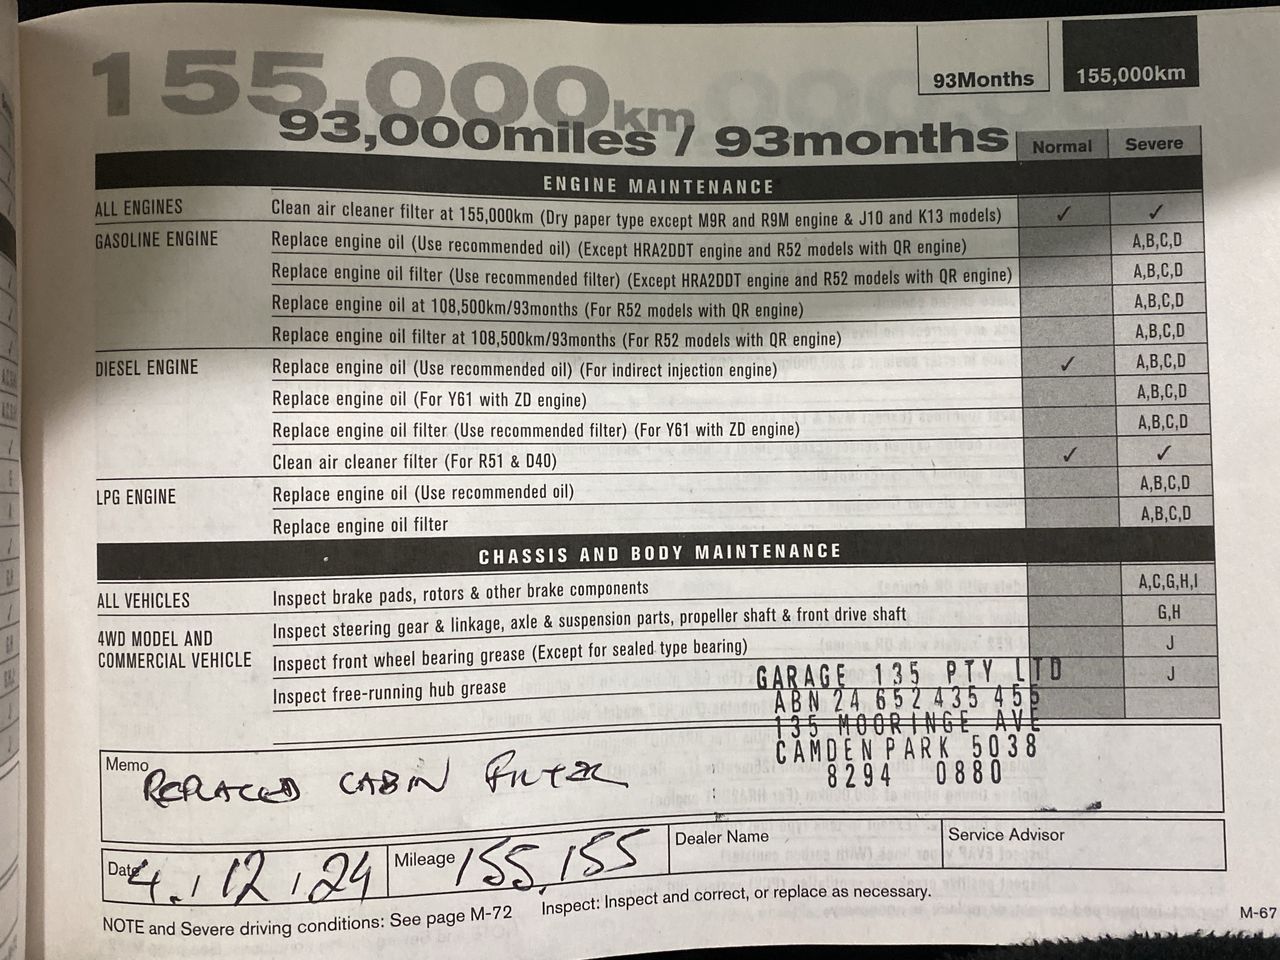 155,000km
93Months
155,000km
93,000miles / 93months
Normal
Severe
ENGINE MAINTENANCE
ALL ENGINES
Clean air cleaner filter at 155,000km (Dry paper type except M9R and R9M engine & J10 and K13 models)
✓ ✓
GASOLINE ENGINE
Replace engine oil (Use recommended oil) (Except HRA2DDT engine and R52 models with QR engine)
A,B,C,D
Replace engine oil filter (Use recommended filter) (Except HRA2DDT engine and R52 models with QR engine)
A,B,C,D
Replace engine oil at 108,500km/93months (For R52 models with QR engine)
A,B,C,D
Replace engine oil filter at 108,500km/93months (For R52 models with QR engine)
A,B,C,D
DIESEL ENGINE
Replace engine oil (Use recommended oil) (For indirect injection engine)
✓ A,B,C,D
Replace engine oil (For Y61 with ZD engine)
A,B,C,D
Replace engine oil filter (Use recommended filter) (For Y61 with ZD engine)
A,B,C,D
Clean air cleaner filter (For R51 & D40)
✓ ✓
LPG ENGINE
Replace engine oil (Use recommended oil)
A,B,C,D
Replace engine oil filter
A,B,C,D
CHASSIS AND BODY MAINTENANCE
ALL VEHICLES
Inspect brake pads, rotors & other brake components
A,C,G,H,I
4WD MODEL AND
COMMERCIAL VEHICLE
Inspect steering gear & linkage, axle & suspension parts, propeller shaft & front drive shaft
G,H
Inspect front wheel bearing grease (Except for sealed type bearing)
J
Inspect free-running hub grease
J
GARAGE 135 PTY LTD
ABN 24 652 435 455
135 MOORINGE AVE
CAMDEN PARK 5038
8294 0880
Memo
REPLACED CABIN FILTER
Date 4.12.24
Mileage 155,155
Dealer Name
Service Advisor
NOTE and Severe driving conditions: See page M-72
Inspect: Inspect and correct, or replace as necessary.
M-67